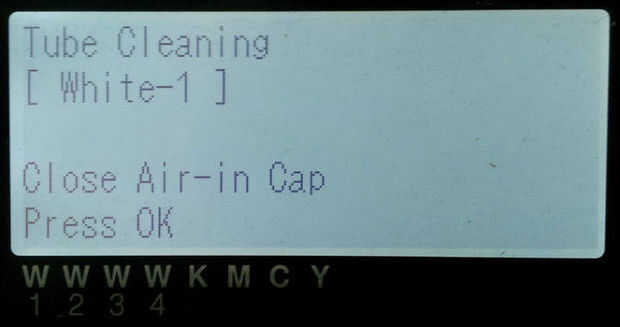 Tube Cleaning
[ White-1 ]
Close Air-in Cap
Press OK
W W W W K M C Y
1 2 3 4